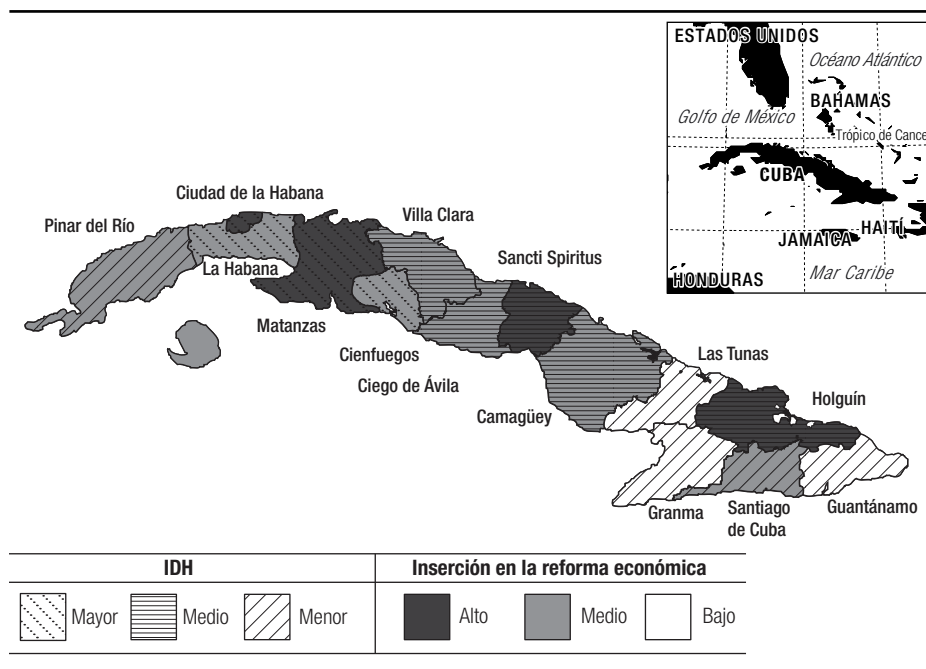 ESTADOS UNIDOS
Océano Atlántico
BAHAMAS
Golfo de México
Trópico de Cance
CUBA
HAITÍ
JAMAICA
Mar Caribe
HONDURAS
Ciudad de la Habana
Pinar del Río
Villa Clara
La Habana
Sancti Spiritus
Matanzas
Cienfuegos
Las Tunas
Ciego de Ávila
Holguín
Camagüey
Granma
Santiago
de Cuba
Guantánamo
IDH
Inserción en la reforma económica
Mayor
Medio
Menor
Alto
Medio
Bajo